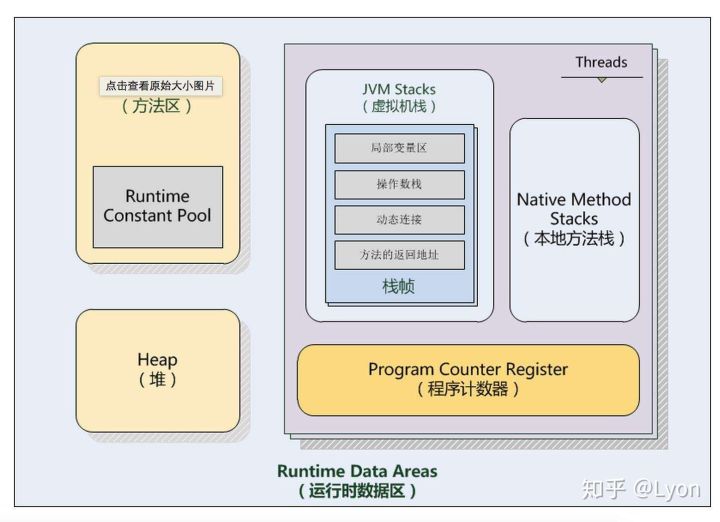 点击查看原始大小图片
（方法区）
Runtime
Constant Pool
Heap
（堆）
Threads
JVM Stacks
（虚拟机栈）
局部变量区
操作数栈
动态连接
方法的返回地址
栈帧
Native Method
Stacks
（本地方法栈）
Program Counter Register
（程序计数器）
Runtime Data Areas
（运行时数据区）
知乎 @Lyon